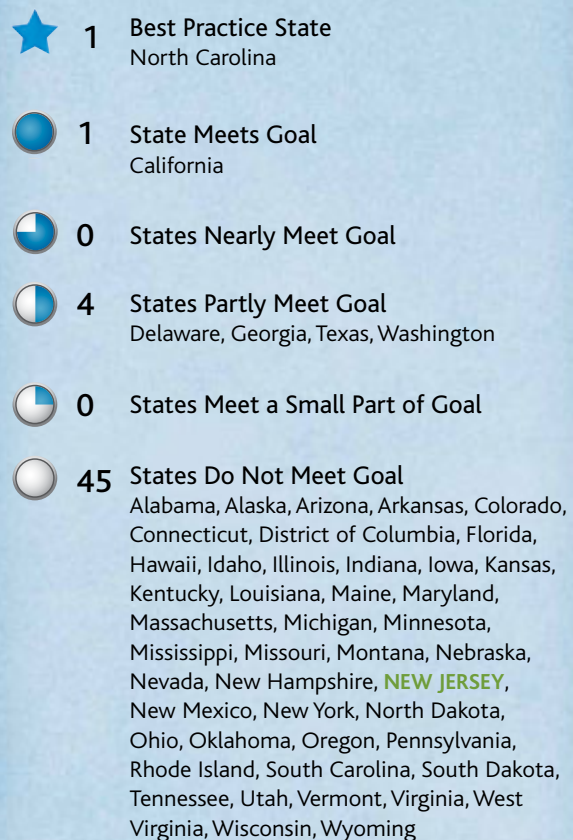 1 Best Practice State
North Carolina
1 State Meets Goal
California
0 States Nearly Meet Goal
4 States Partly Meet Goal
Delaware, Georgia, Texas, Washington
0 States Meet a Small Part of Goal
45 States Do Not Meet Goal
Alabama, Alaska, Arizona, Arkansas, Colorado,
Connecticut, District of Columbia, Florida,
Hawaii, Idaho, Illinois, Indiana, Iowa, Kansas,
Kentucky, Louisiana, Maine, Maryland,
Massachusetts, Michigan, Minnesota,
Mississippi, Missouri, Montana, Nebraska,
Nevada, New Hampshire, NEW JERSEY,
New Mexico, New York, North Dakota,
Ohio, Oklahoma, Oregon, Pennsylvania,
Rhode Island, South Carolina, South Dakota,
Tennessee, Utah, Vermont, Virginia, West
Virginia, Wisconsin, Wyoming